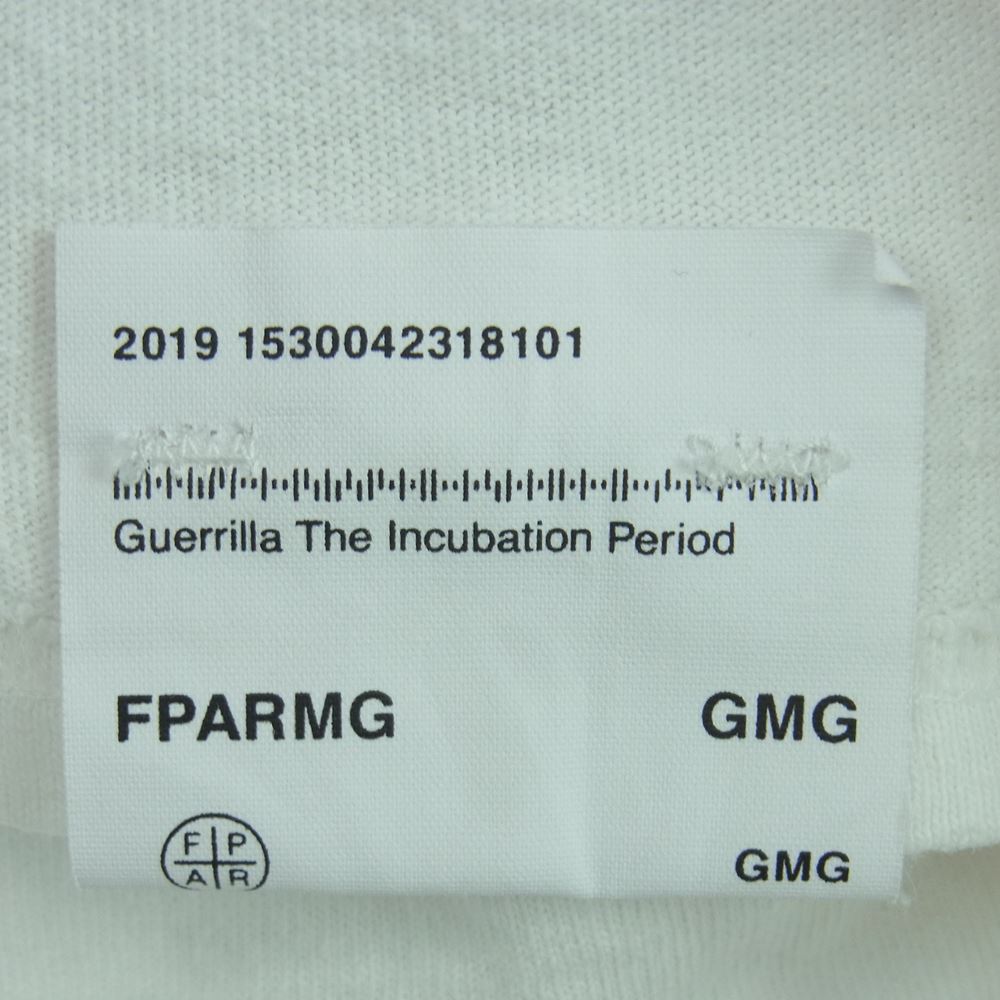 2019 1530042318101
Guerrilla The Incubation Period
FPARMG GMG
F P
A R
GMG